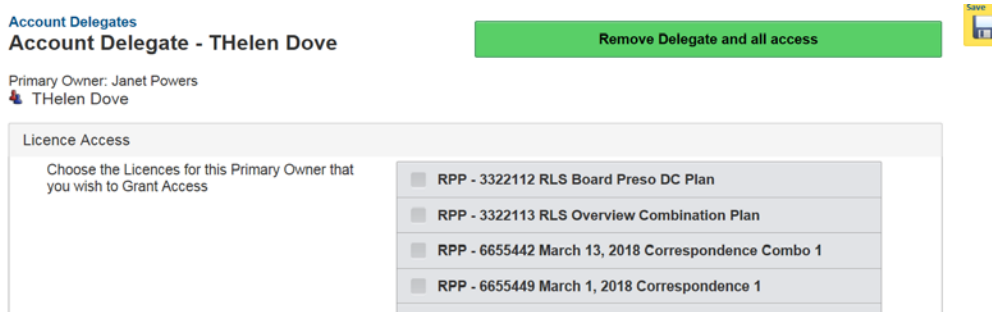 Account Delegates
Account Delegate - THelen Dove
Remove Delegate and all access
Save
Primary Owner: Janet Powers
THelen Dove
Licence Access
Choose the Licences for this Primary Owner that
you wish to Grant Access
RPP - 3322112 RLS Board Preso DC Plan
RPP - 3322113 RLS Overview Combination Plan
RPP - 6655442 March 13, 2018 Correspondence Combo 1
RPP - 6655449 March 1, 2018 Correspondence 1